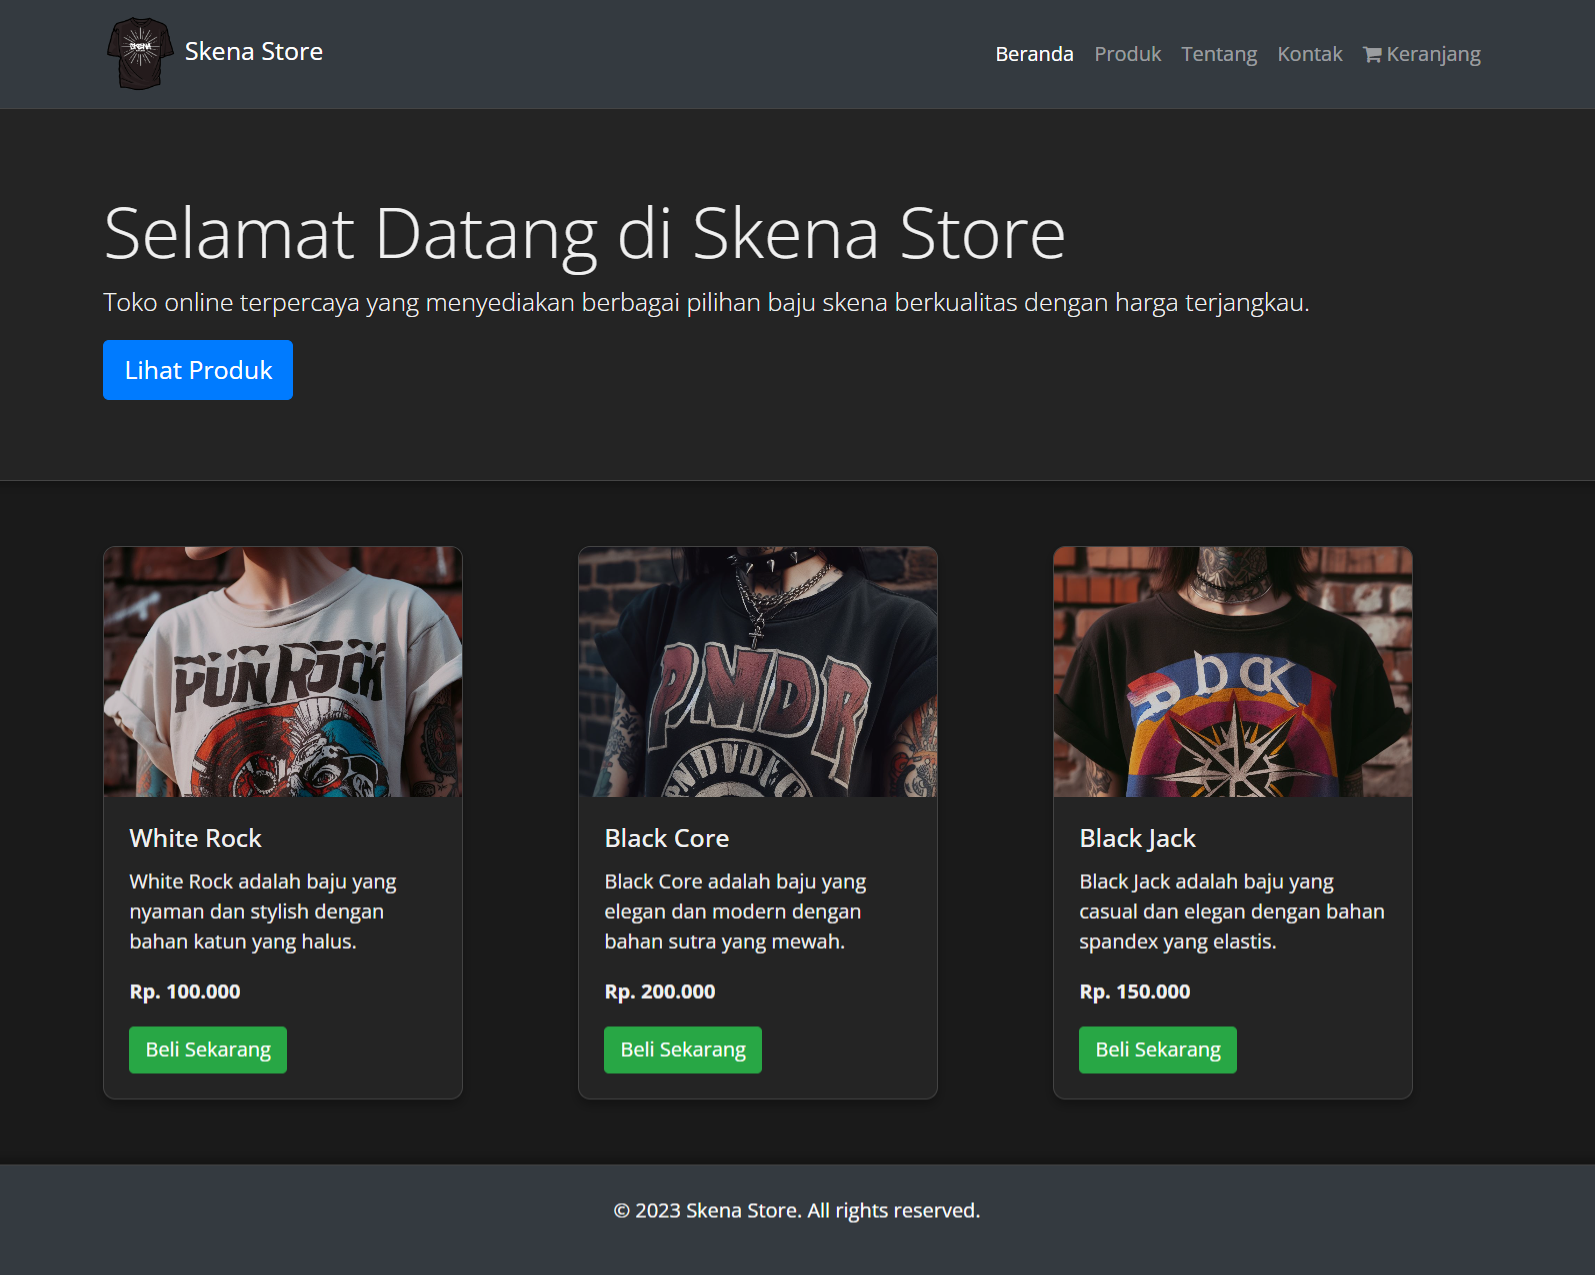 SKENA
Skena Store
Beranda
Produk
Tentang
Kontak
Keranjang
Selamat Datang di Skena Store
Toko online terpercaya yang menyediakan berbagai pilihan baju skena berkualitas dengan harga terjangkau.
Lihat Produk
PUNROCK
PMDR
White Rock
White Rock adalah baju yang
nyaman dan stylish dengan
bahan katun yang halus.
Rp. 100.000
Beli Sekarang
Black Core
Black Core adalah baju yang
elegan dan modern dengan
bahan sutra yang mewah.
Rp. 200.000
Beli Sekarang
Black Jack
Black Jack adalah baju yang
casual dan elegan dengan bahan
spandex yang elastis.
Rp. 150.000
Beli Sekarang
© 2023 Skena Store. All rights reserved.